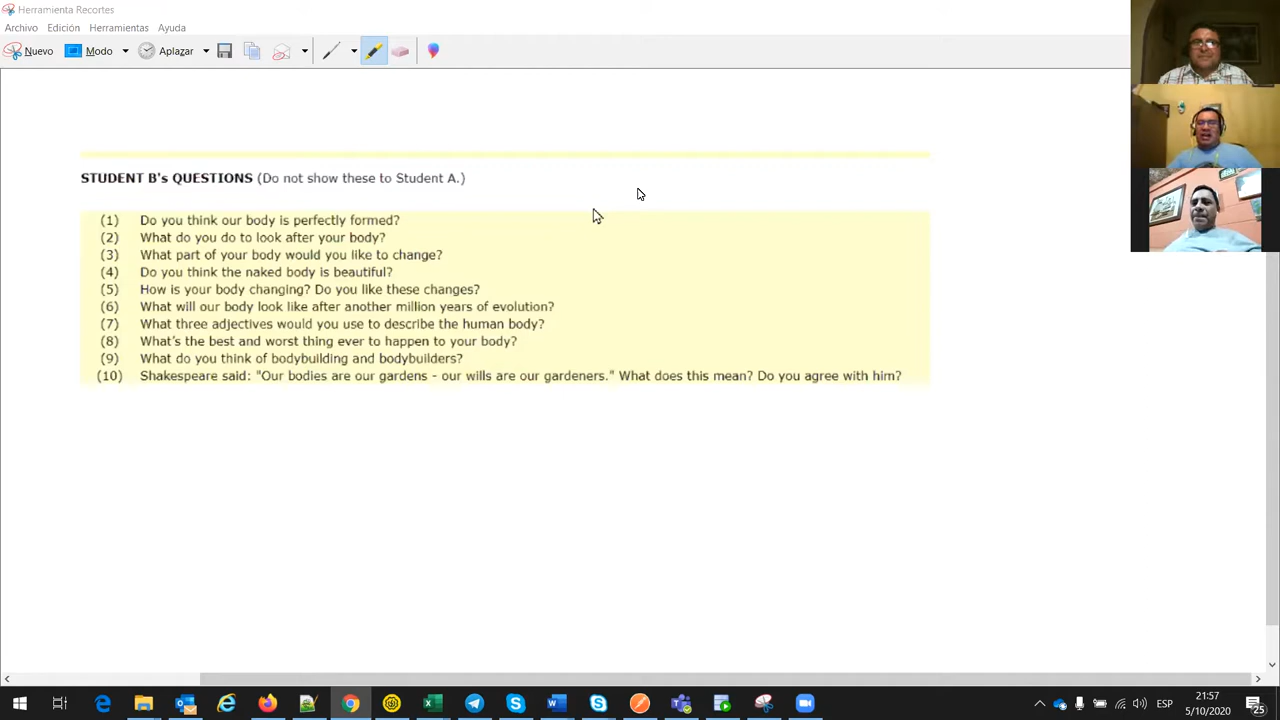 Herramienta Recortes
Archivo Edición Herramientas Ayuda
Nuevo Modo Aplazar
STUDENT B's QUESTIONS (Do not show these to Student A.)
(1) Do you think our body is perfectly formed?
(2) What do you do to look after your body?
(3) What part of your body would you like to change?
(4) Do you think the naked body is beautiful?
(5) How is your body changing? Do you like these changes?
(6) What will our body look like after another million years of evolution?
(7) What three adjectives would you use to describe the human body?
(8) What's the best and worst thing ever to happen to your body?
(9) What do you think of bodybuilding and bodybuilders?
(10) Shakespeare said: "Our bodies are our gardens - our wills are our gardeners." What does this mean? Do you agree with him?
21:57
ESP
5/10/2020
25